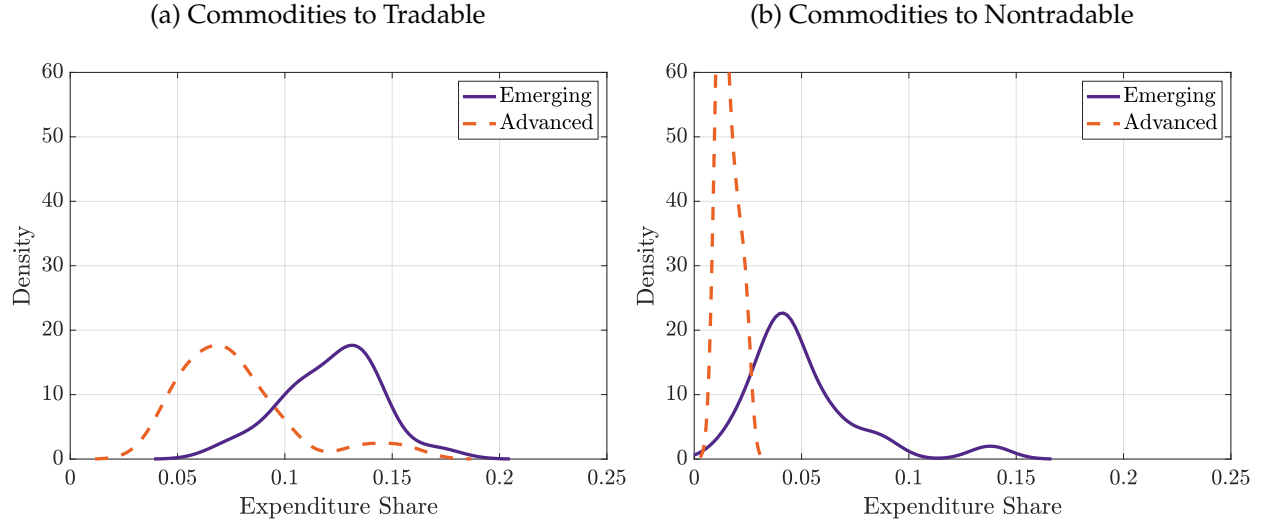 (a) Commodities to Tradable
60
50
40
30
20
10
0
Density
0
0.05
0.1
0.15
0.2
0.25
Expenditure Share
Emerging
Advanced
(b) Commodities to Nontradable
60
50
40
30
20
10
0
Density
0
0.05
0.1
0.15
0.2
0.25
Expenditure Share
Emerging
Advanced